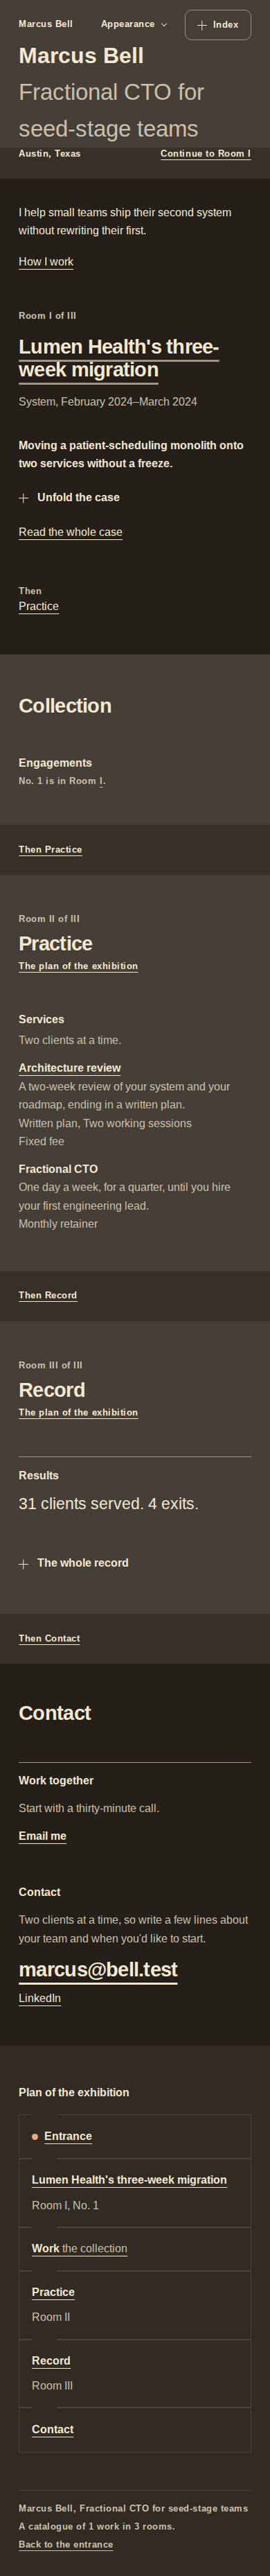 Marcus Bell
Appearance
Index
Marcus Bell
Fractional CTO for
seed-stage teams
Austin, Texas
Continue to Room I
I help small teams ship their second system
without rewriting their first.
How I work
Room I of III
Lumen Health's three-
week migration
System, February 2024–March 2024
Moving a patient-scheduling monolith onto
two services without a freeze.
Unfold the case
Read the whole case
Then
Practice
Collection
Engagements
No. 1 is in Room I.
Then Practice
Room II of III
Practice
The plan of the exhibition
Services
Two clients at a time.
Architecture review
A two-week review of your system and your
roadmap, ending in a written plan.
Written plan, Two working sessions
Fixed fee
Fractional CTO
One day a week, for a quarter, until you hire
your first engineering lead.
Monthly retainer
Then Record
Room III of III
Record
The plan of the exhibition
Results
31 clients served. 4 exits.
The whole record
Then Contact
Contact
Work together
Start with a thirty-minute call.
Email me
Contact
Two clients at a time, so write a few lines about
your team and when you'd like to start.
marcus@bell.test
LinkedIn
Plan of the exhibition
Entrance
Lumen Health's three-week migration
Room I, No. 1
Work the collection
Practice
Room II
Record
Room III
Contact
Marcus Bell, Fractional CTO for seed-stage teams
A catalogue of 1 work in 3 rooms.
Back to the entrance